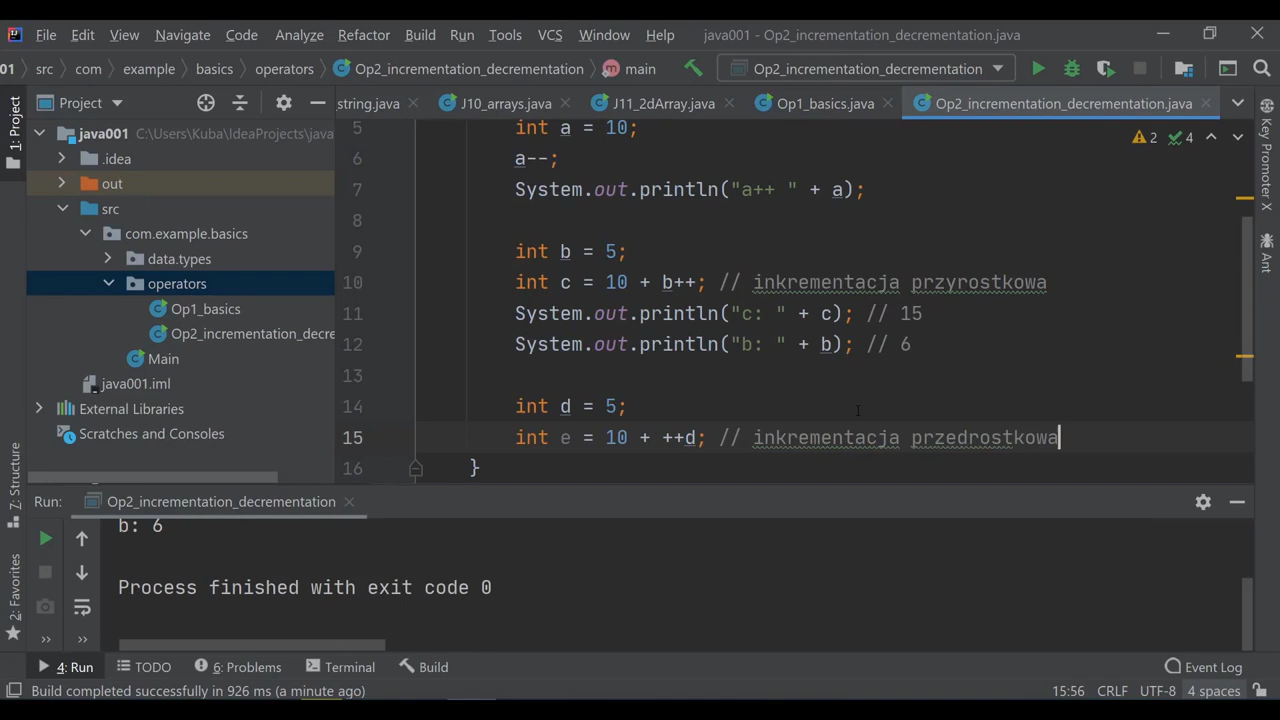 File Edit View Navigate Code Analyze Refactor Build Run Tools VCS Window Help java001 - Op2_incrementation_decrementation.java
01 src com example basics operators Op2_incrementation_decrementation main Op2_incrementation_decrementation
Project string.java J10_arrays.java J11_2dArray.java Op1_basics.java Op2_incrementation_decrementation.java
1: Project
java001 C:\Users\Kuba\IdeaProjects\java
.idea
out
src
com.example.basics
data.types
operators
Op1_basics
Op2_incrementation_decre
Main
java001.iml
External Libraries
Scratches and Consoles
5 int a = 10;
6 a--;
7 System.out.println("a++ " + a);
8
9 int b = 5;
10 int c = 10 + b++; // inkrementacja przyrostkowa
11 System.out.println("c: " + c); // 15
12 System.out.println("b: " + b); // 6
13
14 int d = 5;
15 int e = 10 + ++d; // inkrementacja przedrostkowa
16 }
2 4
Key Promoter X
Ant
Z: Structure
2: Favorites
Run: Op2_incrementation_decrementation
b: 6
Process finished with exit code 0
4: Run TODO 6: Problems Terminal Build Event Log
Build completed successfully in 926 ms (a minute ago) 15:56 CRLF UTF-8 4 spaces